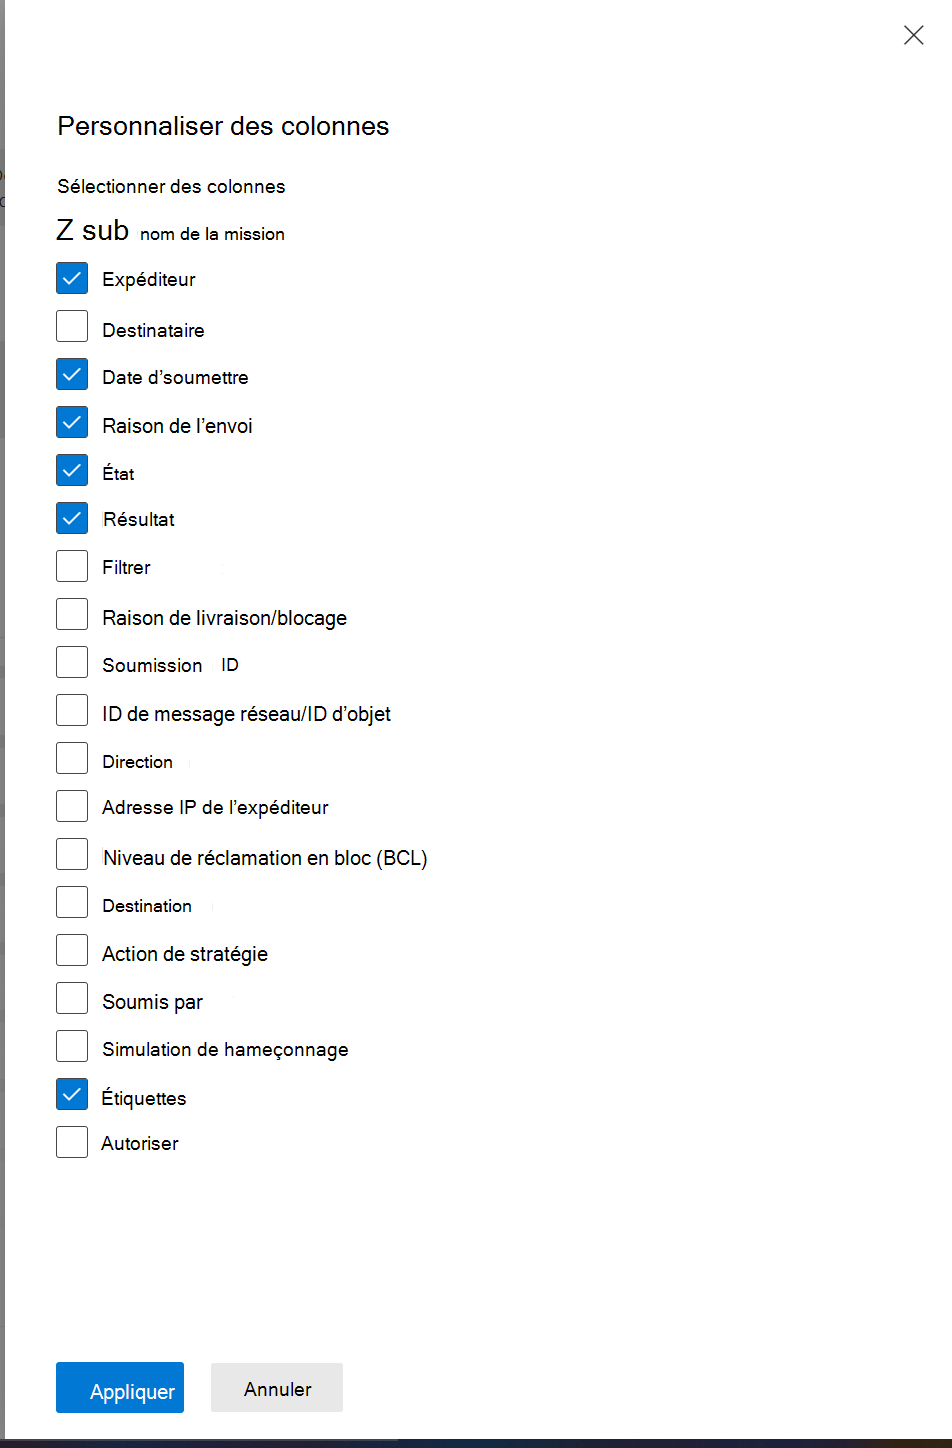 Personnaliser des colonnes
Sélectionner des colonnes
Z sub nom de la mission
Expéditeur
Destinataire
Date d’soumettre
Raison de l’envoi
État
Résultat
Filtrer
Raison de livraison/blocage
Soumission ID
ID de message réseau/ID d’objet
Direction
Adresse IP de l’expéditeur
Niveau de réclamation en bloc (BCL)
Destination
Action de stratégie
Soumis par
Simulation de hameçonnage
Étiquettes
Autoriser
Appliquer Annuler